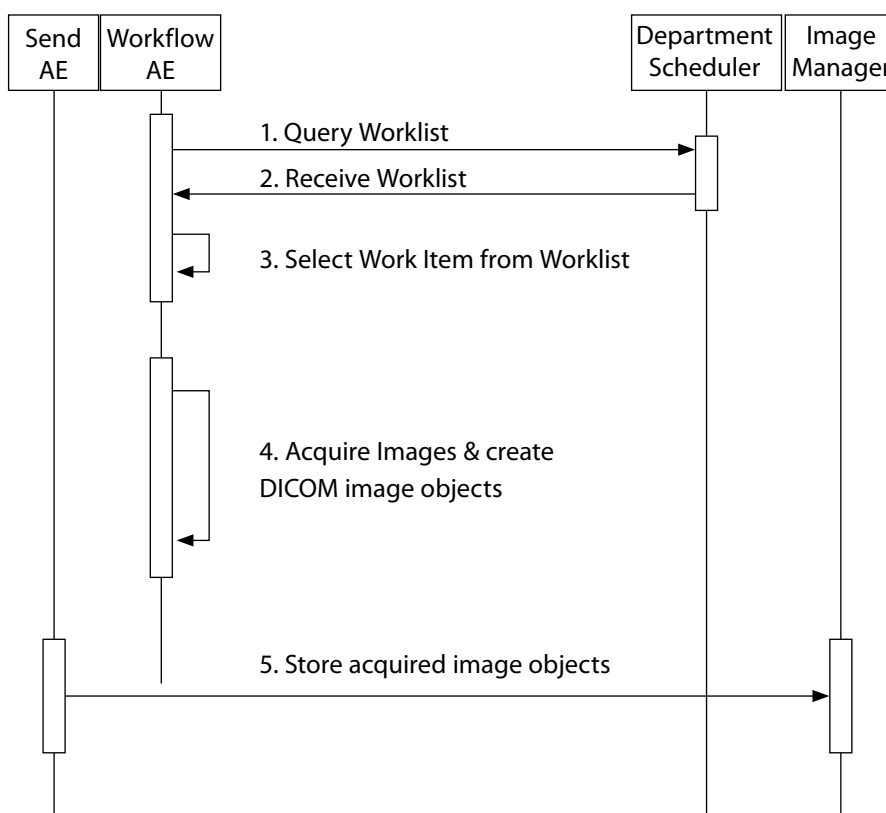 Send
AE
Workflow
AE
Department
Scheduler
Image
Manager
1. Query Worklist
2. Receive Worklist
3. Select Work Item from Worklist
4. Acquire Images & create
DICOM image objects
5. Store acquired image objects